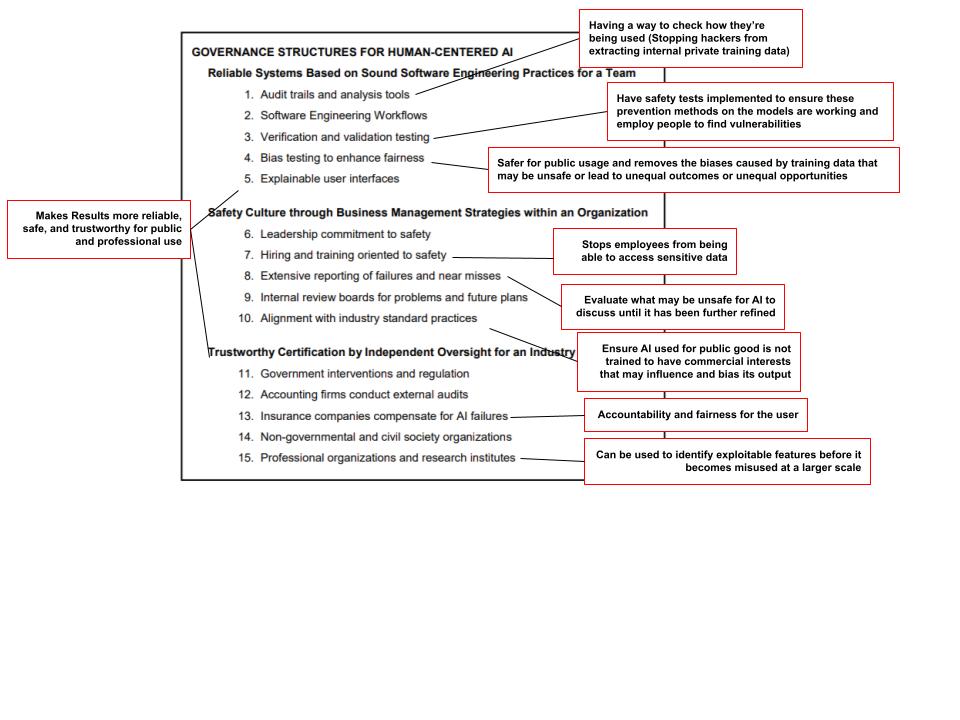 Having a way to check how they're
being used (Stopping hackers from
extracting internal private training data)
GOVERNANCE STRUCTURES FOR HUMAN-CENTERED AI
Reliable Systems Based on Sound Software Engineering Practices for a Team
1. Audit trails and analysis tools
2. Software Engineering Workflows
3. Verification and validation testing
4. Bias testing to enhance fairness
5. Explainable user interfaces
Have safety tests implemented to ensure these
prevention methods on the models are working and
employ people to find vulnerabilities
Safer for public usage and removes the biases caused by training data that
may be unsafe or lead to unequal outcomes or unequal opportunities
Makes Results more reliable,
safe, and trustworthy for public
and professional use
Safety Culture through Business Management Strategies within an Organization
6. Leadership commitment to safety
7. Hiring and training oriented to safety
8. Extensive reporting of failures and near misses
9. Internal review boards for problems and future plans
10. Alignment with industry standard practices
Stops employees from being
able to access sensitive data
Evaluate what may be unsafe for AI to
discuss until it has been further refined
Ensure AI used for public good is not
trained to have commercial interests
that may influence and bias its output
Trustworthy Certification by Independent Oversight for an Industry
11. Government interventions and regulation
12. Accounting firms conduct external audits
13. Insurance companies compensate for AI failures
14. Non-governmental and civil society organizations
15. Professional organizations and research institutes
Accountability and fairness for the user
Can be used to identify exploitable features before it
becomes misused at a larger scale